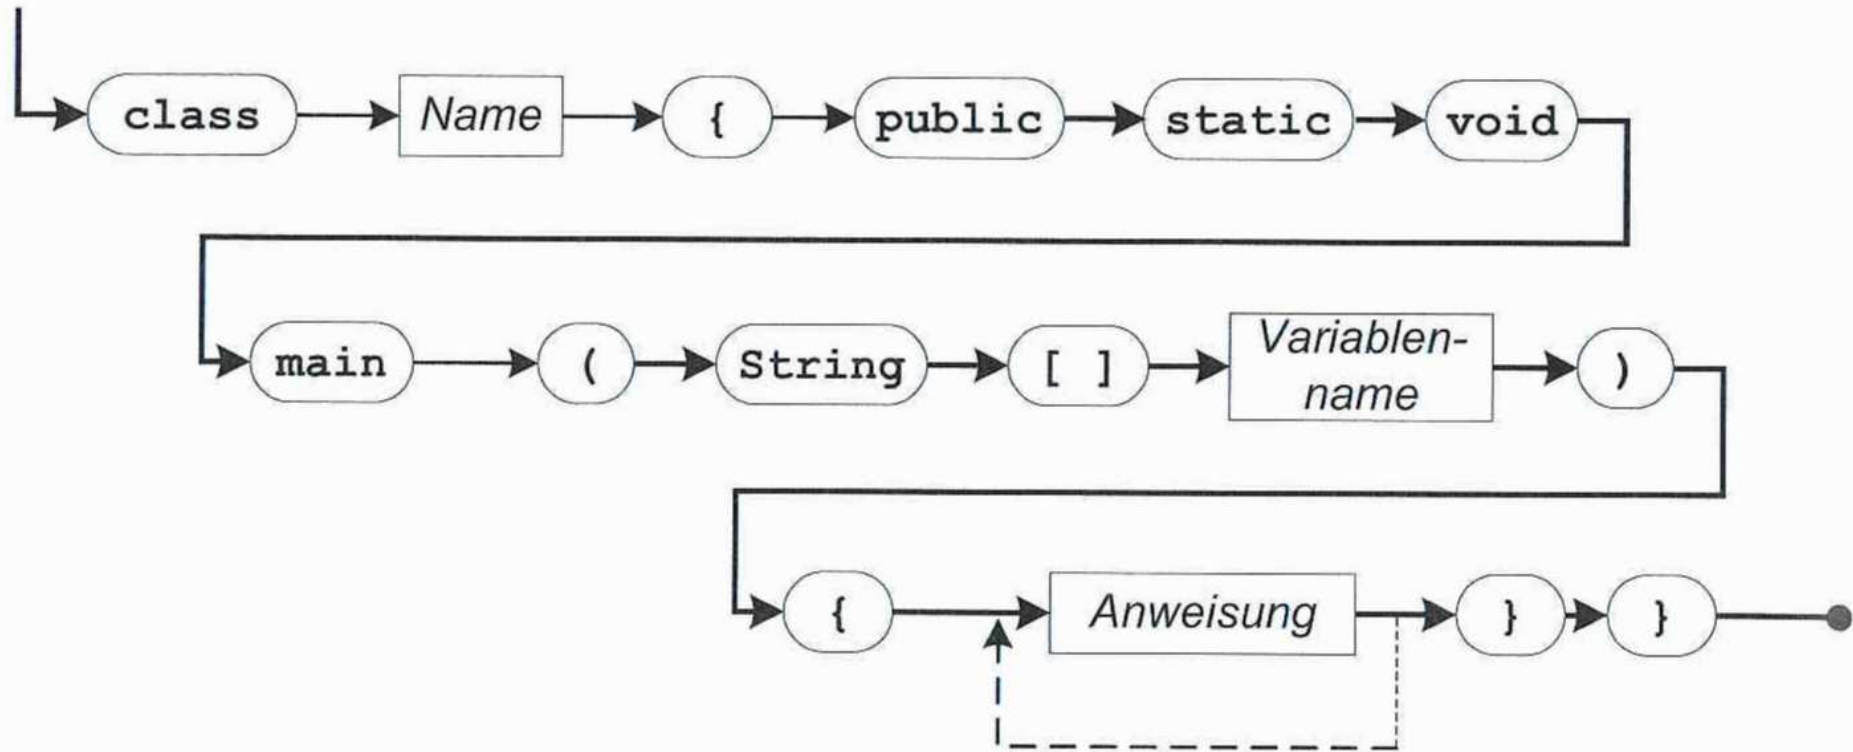 class Name { public static void
main ( String [ ] Variablen-
name )
{ Anweisung } }